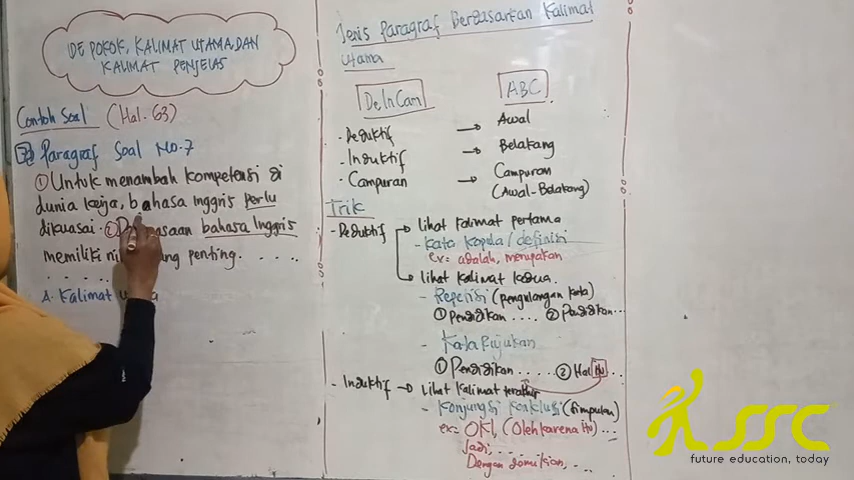 IDE POKOK, KALIMAT UTAMA, DAN
KALIMAT PENJELAS
Contoh Soal (Hal. 63)
Paragraf Soal No. 7
① Untuk menambah kompetensi di
dunia kerja, bahasa Inggris perlu
dikuasai. ② bahasa Inggris
memiliki yang penting. . . . .
. . . . .
A. Kalimat
Jenis Paragraf Berdasarkan Kalimat
Utama
DeInCam ABC
- Deduktif → Awal
- Induktif → Belakang
- Campuran → Campuran
(Awal-Belakang)
Trik
- Deduktif → lihat kalimat pertama
- Kata Kopula/definisi
ex: adalah, merupakan
lihat kalimat kedua
- Repetisi (pengulangan kata)
① Pendidikan .... ② Pendidikan...
- Kata Rujukan
① Pendidikan ..... ② Hal itu ...
- Induktif → lihat kalimat terakhir
- Konjungsi konklusi (simpulan)
ex: OKI, (Oleh karena itu) ...
Jadi, .....
Dengan demikian, ...
SSC
future education, today